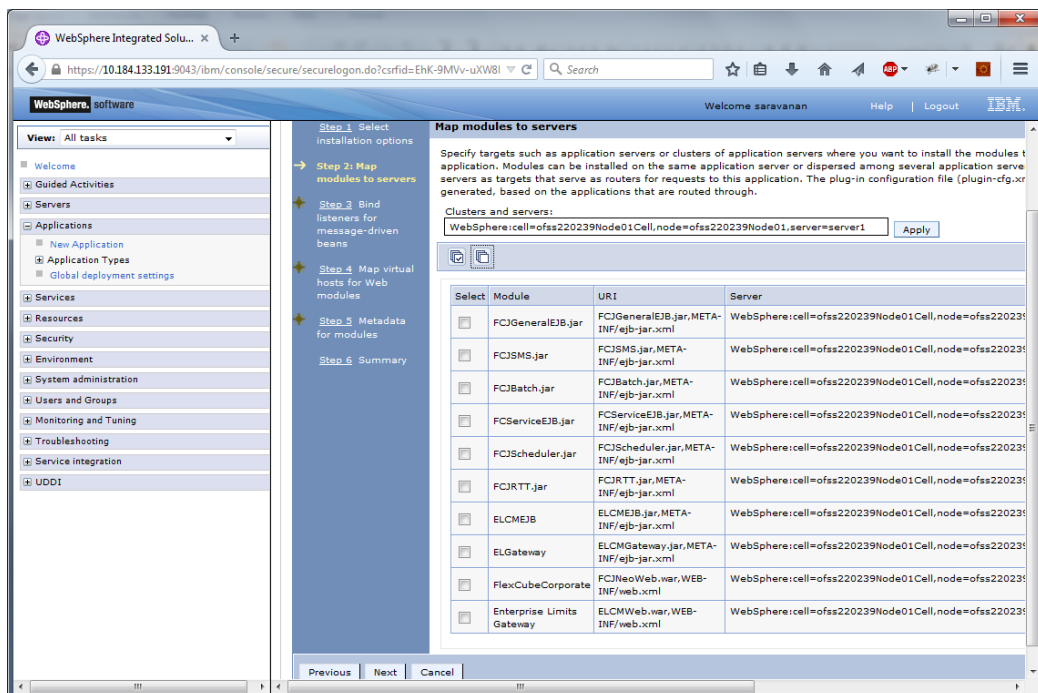 WebSphere Integrated Solu... × +
https://10.184.133.191:9043/ibm/console/secure/securelogon.do?csrfid=EhK-9MVv-uXW8l
Search
ABP
WebSphere. software
Welcome saravanan
Help | Logout
IBM.
View: All tasks
Welcome
Guided Activities
Servers
Applications
New Application
Application Types
Global deployment settings
Services
Resources
Security
Environment
System administration
Users and Groups
Monitoring and Tuning
Troubleshooting
Service integration
UDDI
Step 1 Select
installation options
Step 2: Map
modules to servers
Step 3 Bind
listeners for
message-driven
beans
Step 4 Map virtual
hosts for Web
modules
Step 5 Metadata
for modules
Step 6 Summary
Map modules to servers
Specify targets such as application servers or clusters of application servers where you want to install the modules t
application. Modules can be installed on the same application server or dispersed among several application serve
servers as targets that serve as routers for requests to this application. The plug-in configuration file (plugin-cfg.xm
generated, based on the applications that are routed through.
Clusters and servers:
WebSphere:cell=ofss220239Node01Cell,node=ofss220239Node01,server=server1
Apply
Select Module URI Server
FCJGeneralEJB.jar FCJGeneralEJB.jar,META- WebSphere:cell=ofss220239Node01Cell,node=ofss220239
INF/ejb-jar.xml
FCJSMS.jar FCJSMS.jar,META- WebSphere:cell=ofss220239Node01Cell,node=ofss220239
INF/ejb-jar.xml
FCJBatch.jar FCJBatch.jar,META- WebSphere:cell=ofss220239Node01Cell,node=ofss220239
INF/ejb-jar.xml
FCServiceEJB.jar FCServiceEJB.jar,META- WebSphere:cell=ofss220239Node01Cell,node=ofss220239
INF/ejb-jar.xml
FCJScheduler.jar FCJScheduler.jar,META- WebSphere:cell=ofss220239Node01Cell,node=ofss220239
INF/ejb-jar.xml
FCJRTT.jar FCJRTT.jar,META- WebSphere:cell=ofss220239Node01Cell,node=ofss220239
INF/ejb-jar.xml
ELCMEJB ELCMEJB.jar,META- WebSphere:cell=ofss220239Node01Cell,node=ofss220239
INF/ejb-jar.xml
ELGateway ELCMGateway.jar,META- WebSphere:cell=ofss220239Node01Cell,node=ofss220239
INF/ejb-jar.xml
FlexCubeCorporate FCJNeoWeb.war,WEB- WebSphere:cell=ofss220239Node01Cell,node=ofss220239
INF/web.xml
Enterprise Limits ELCMWeb.war,WEB- WebSphere:cell=ofss220239Node01Cell,node=ofss220239
Gateway INF/web.xml
Previous Next Cancel